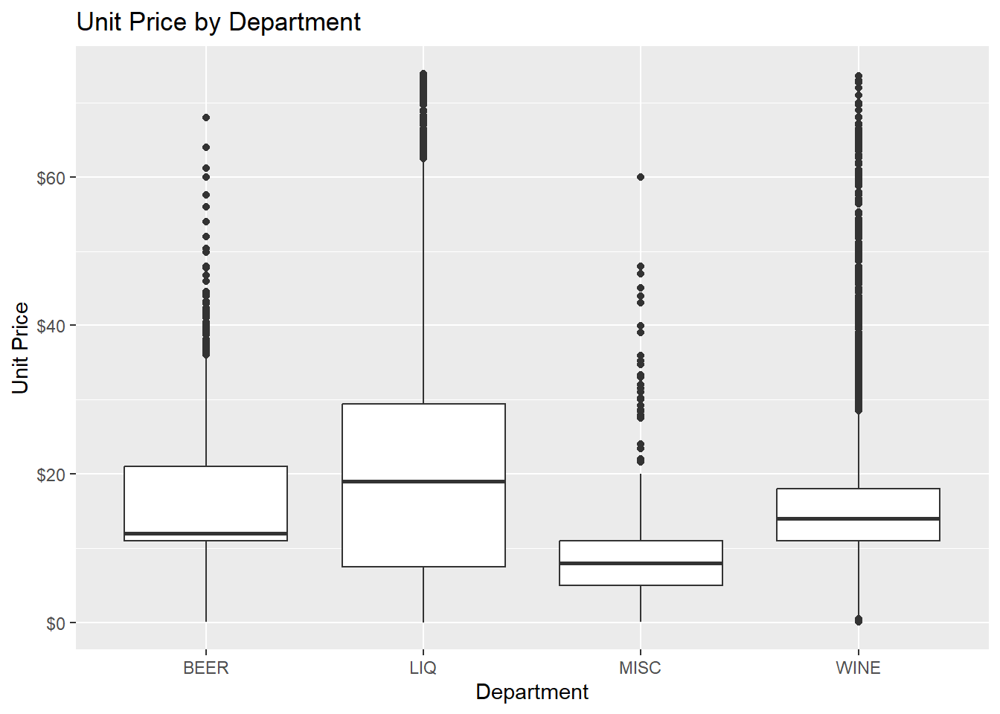 Unit Price by Department
Unit Price
$60
$40
$20
$0
BEER LIQ MISC WINE
Department